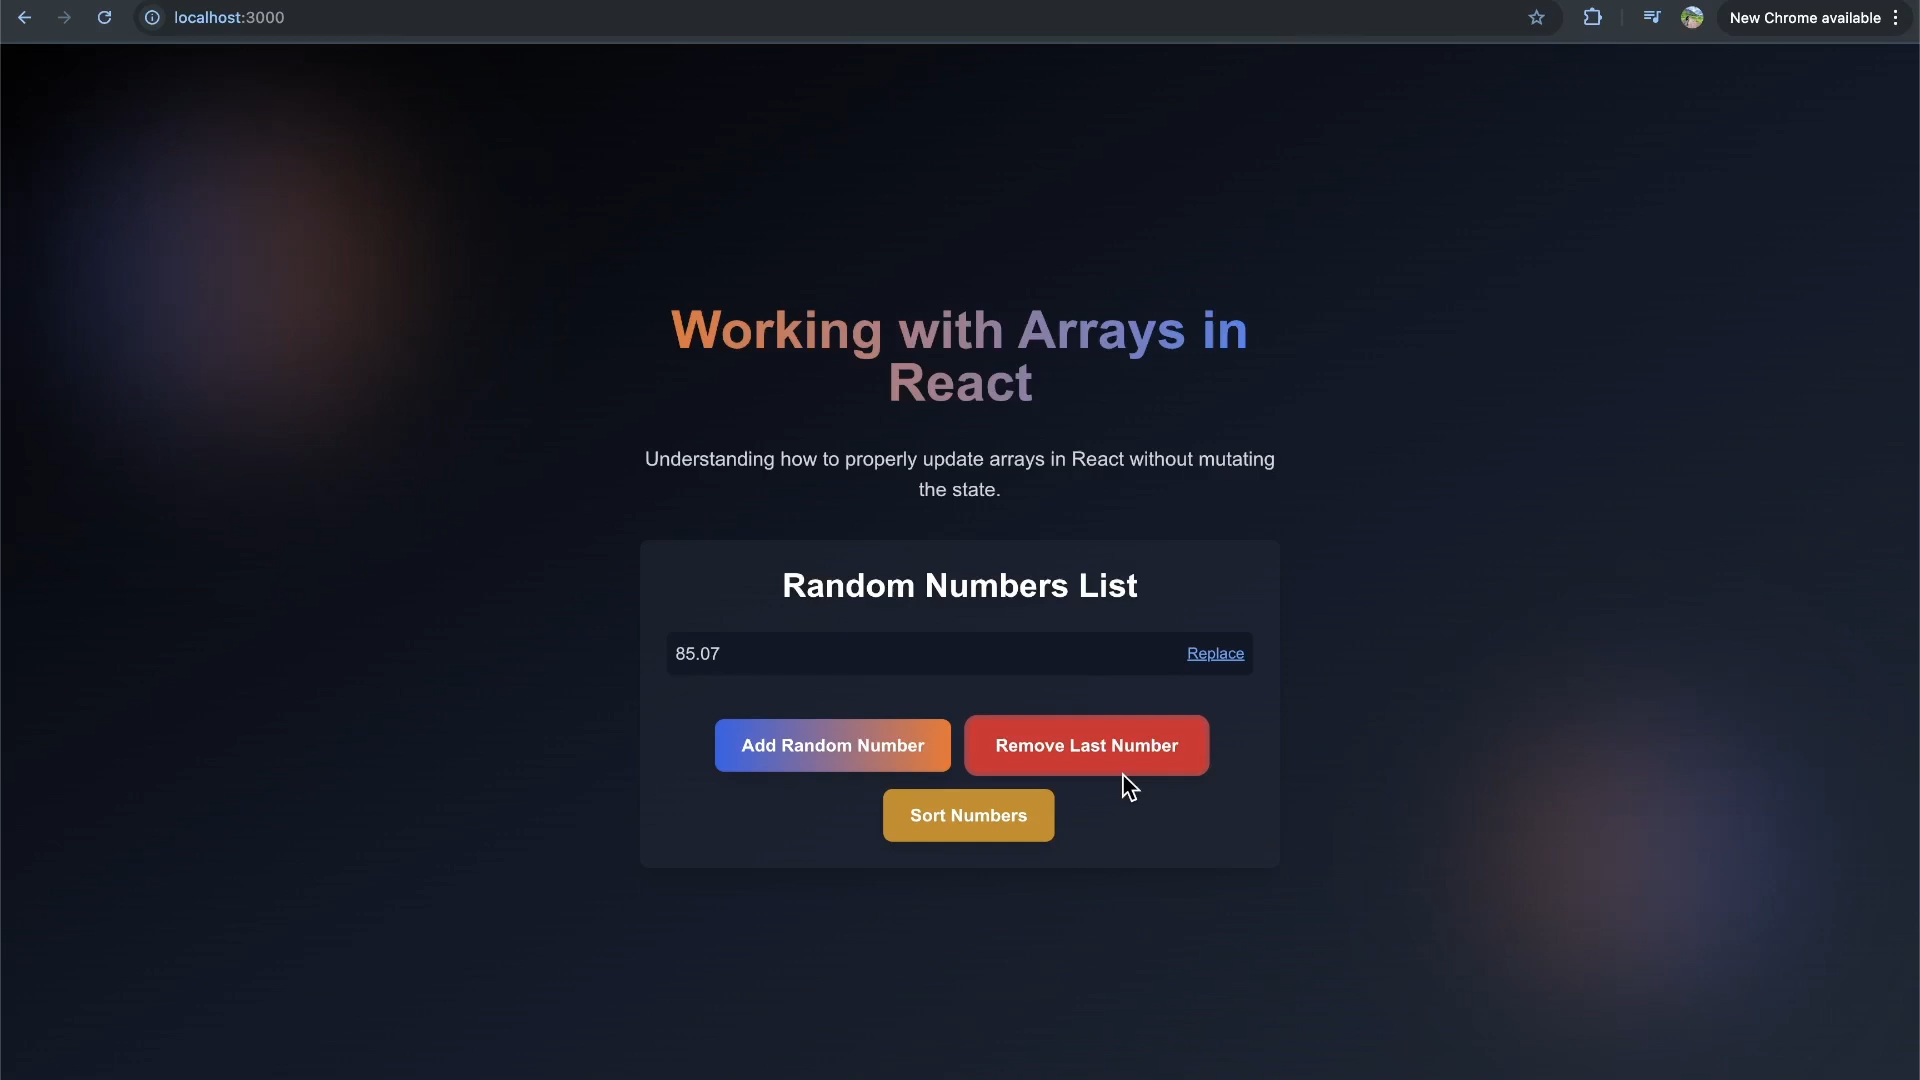 localhost:3000
New Chrome available
Working with Arrays in
React
Understanding how to properly update arrays in React without mutating
the state.
Random Numbers List
85.07 Replace
Add Random Number Remove Last Number
Sort Numbers